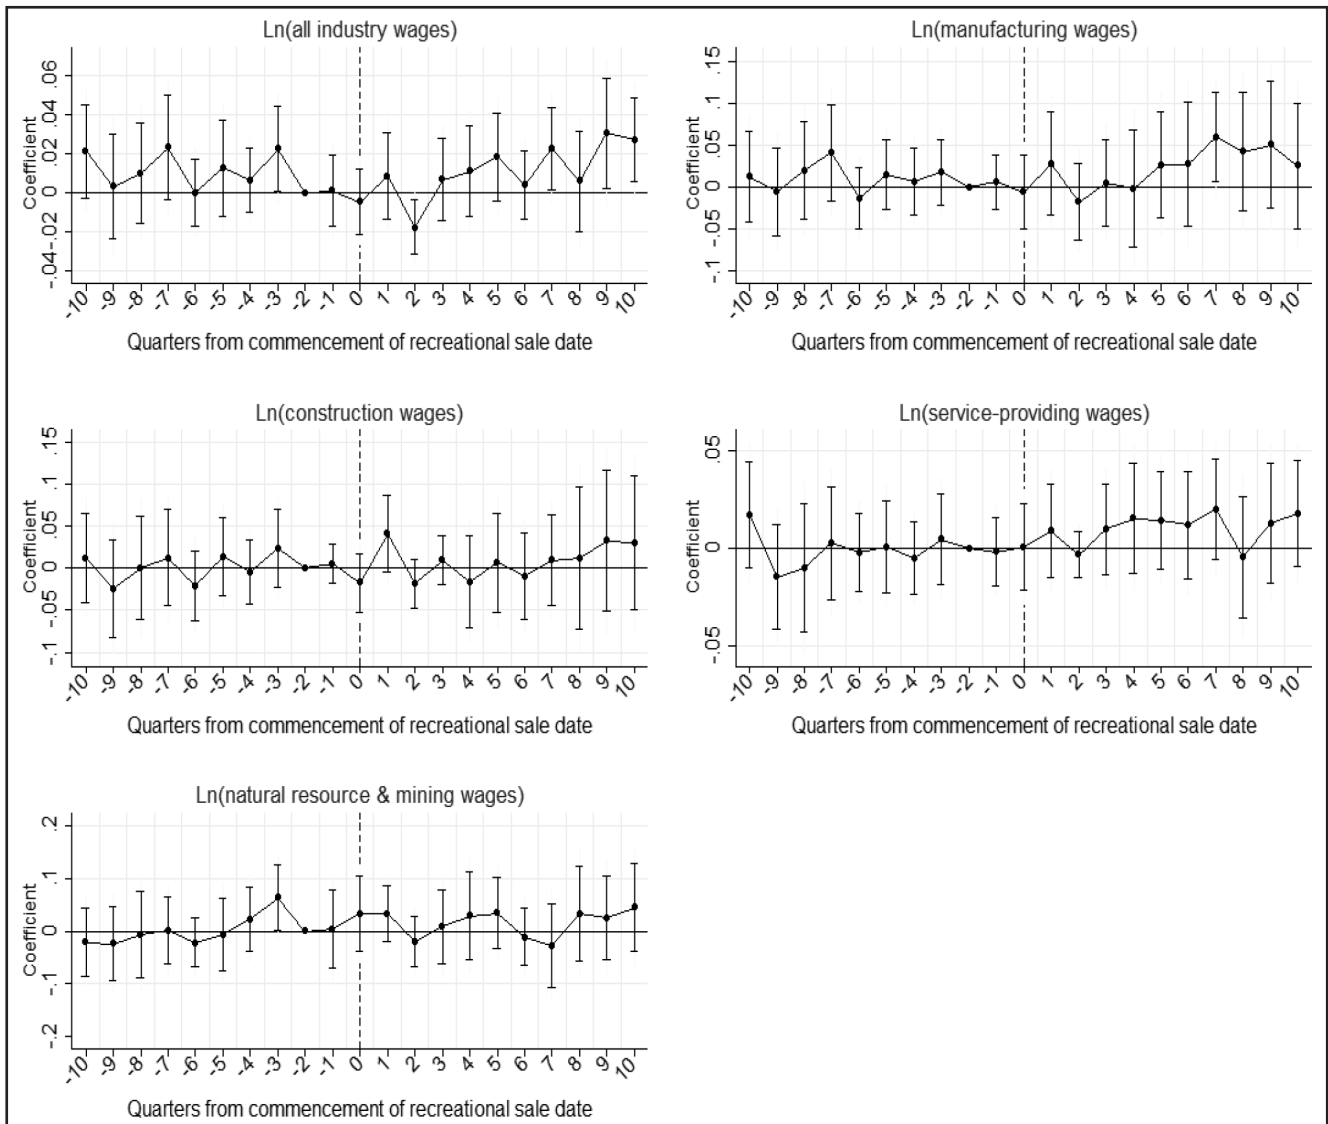 Ln(all industry wages)
Coefficient
.06
.04
.02
0
-.02
-.04
-10 -9 -8 -7 -6 -5 -4 -3 -2 -1 0 1 2 3 4 5 6 7 8 9 10
Quarters from commencement of recreational sale date
Ln(manufacturing wages)
Coefficient
.15
.1
.05
0
-.05
-.1
-10 -9 -8 -7 -6 -5 -4 -3 -2 -1 0 1 2 3 4 5 6 7 8 9 10
Quarters from commencement of recreational sale date
Ln(construction wages)
Coefficient
.15
.1
.05
0
-.05
-.1
-10 -9 -8 -7 -6 -5 -4 -3 -2 -1 0 1 2 3 4 5 6 7 8 9 10
Quarters from commencement of recreational sale date
Ln(service-providing wages)
Coefficient
.05
0
-.05
-10 -9 -8 -7 -6 -5 -4 -3 -2 -1 0 1 2 3 4 5 6 7 8 9 10
Quarters from commencement of recreational sale date
Ln(natural resource & mining wages)
Coefficient
.2
.1
0
-.1
-.2
-10 -9 -8 -7 -6 -5 -4 -3 -2 -1 0 1 2 3 4 5 6 7 8 9 10
Quarters from commencement of recreational sale date